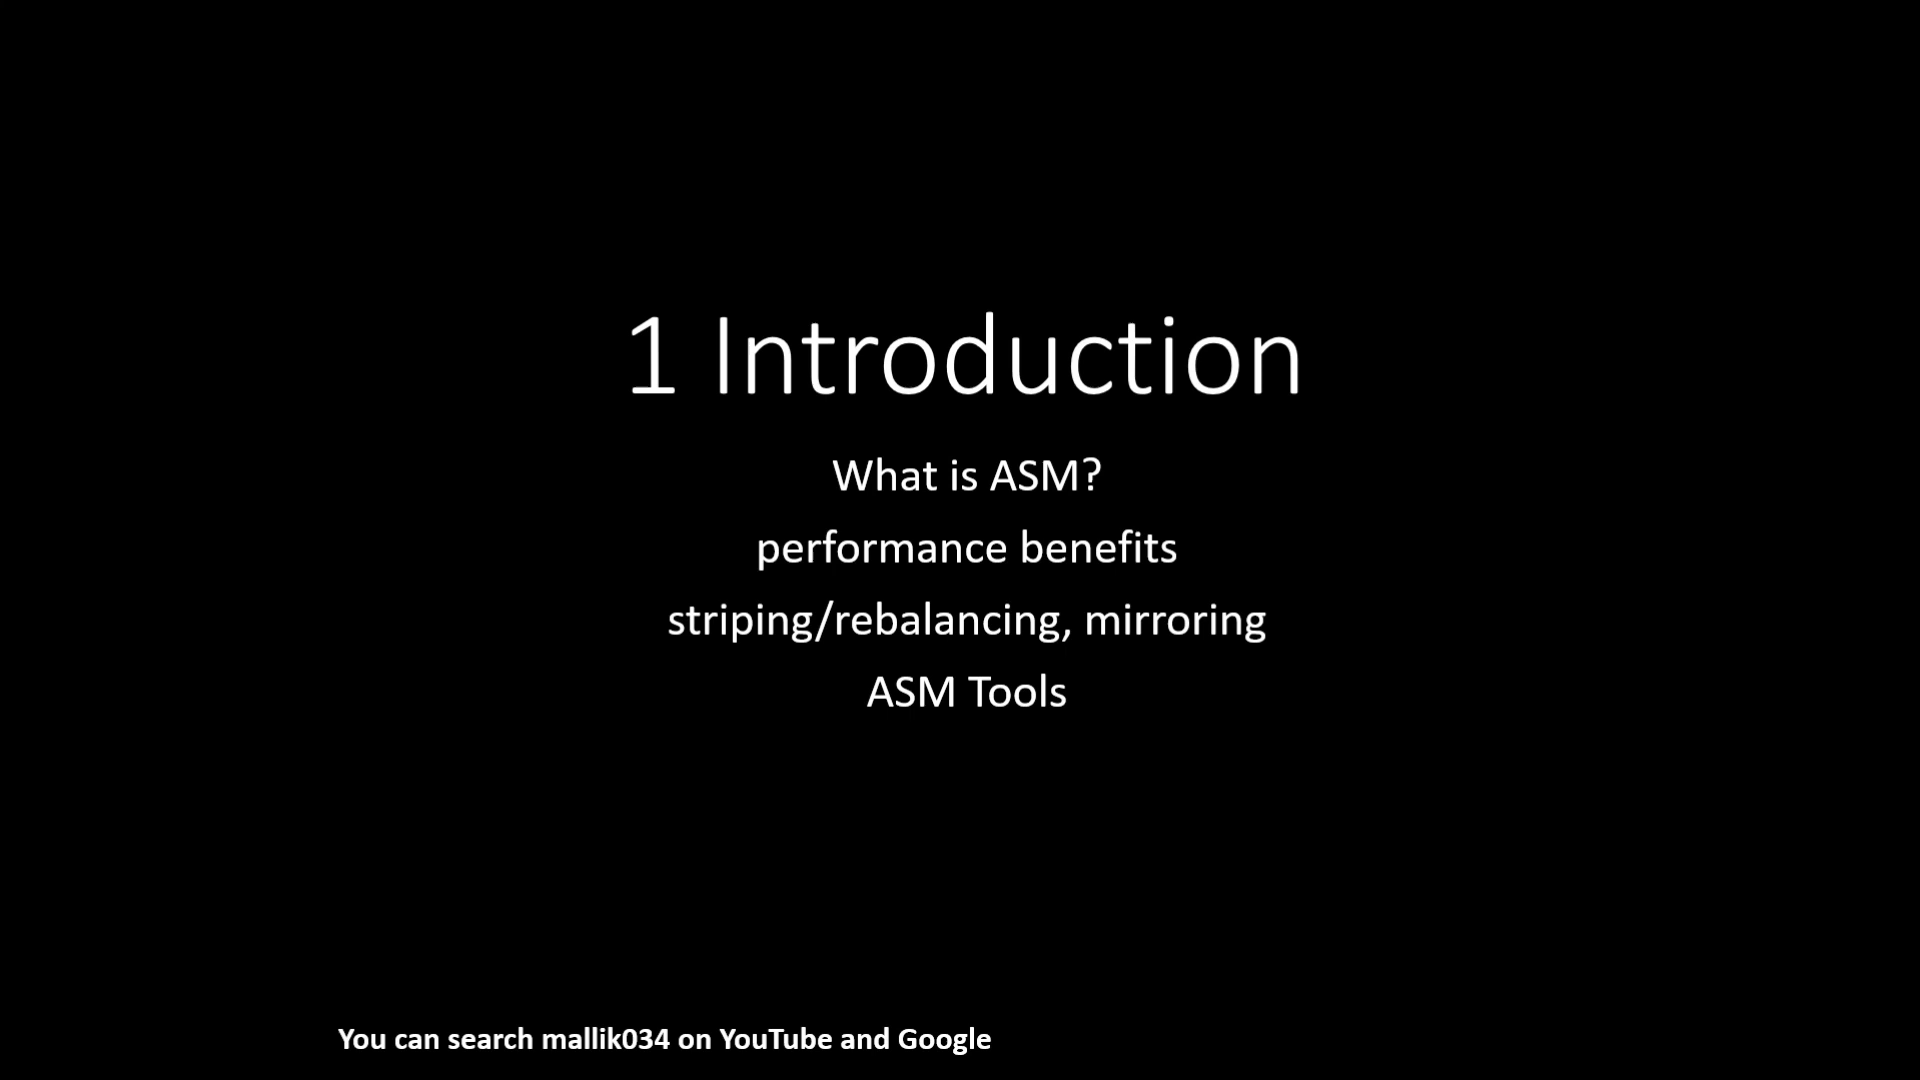 1 Introduction
What is ASM?
performance benefits
striping/rebalancing, mirroring
ASM Tools
You can search mallik034 on YouTube and Google